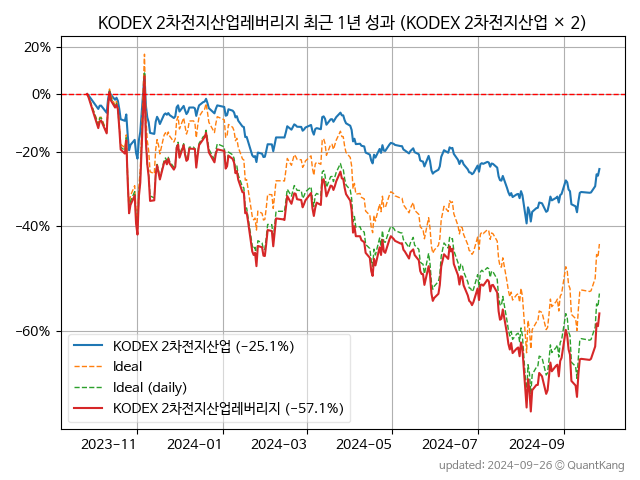 KODEX 2차전지산업레버리지 최근 1년 성과 (KODEX 2차전지산업 × 2)
20%
0%
−20%
−40%
−60%
KODEX 2차전지산업 (−25.1%)
Ideal
Ideal (daily)
KODEX 2차전지산업레버리지 (−57.1%)
2023-11
2024-01
2024-03
2024-05
2024-07
2024-09
updated: 2024-09-26 © QuantKang